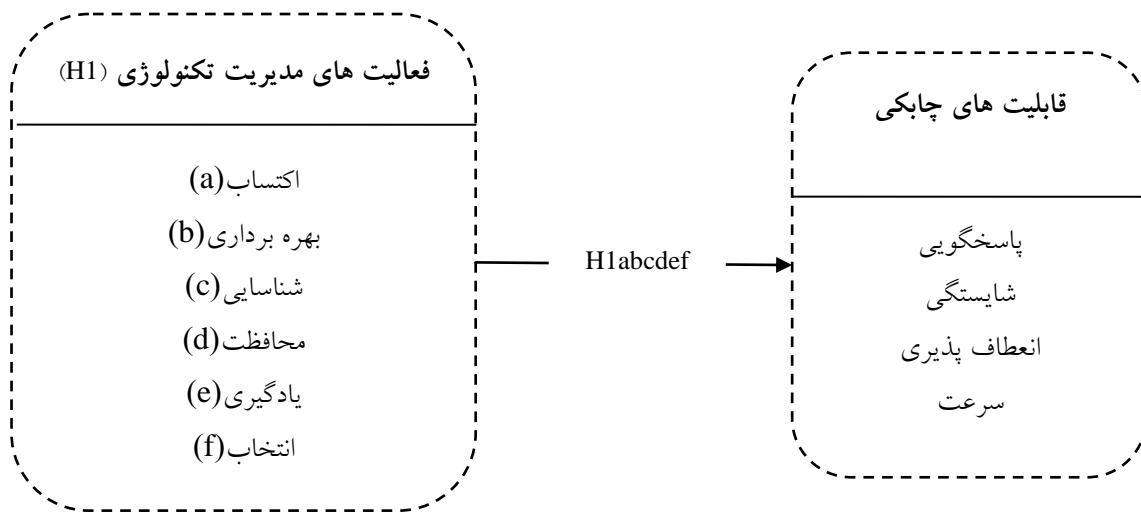 فعالیت های مدیریت تکنولوژی (H1)
اکتساب(a)
بهره برداری(b)
شناسایی(c)
محافظت(d)
یادگیری(e)
انتخاب(f)
H1abcdef
قابلیت های چابکی
پاسخگویی
شایستگی
انعطاف پذیری
سرعت